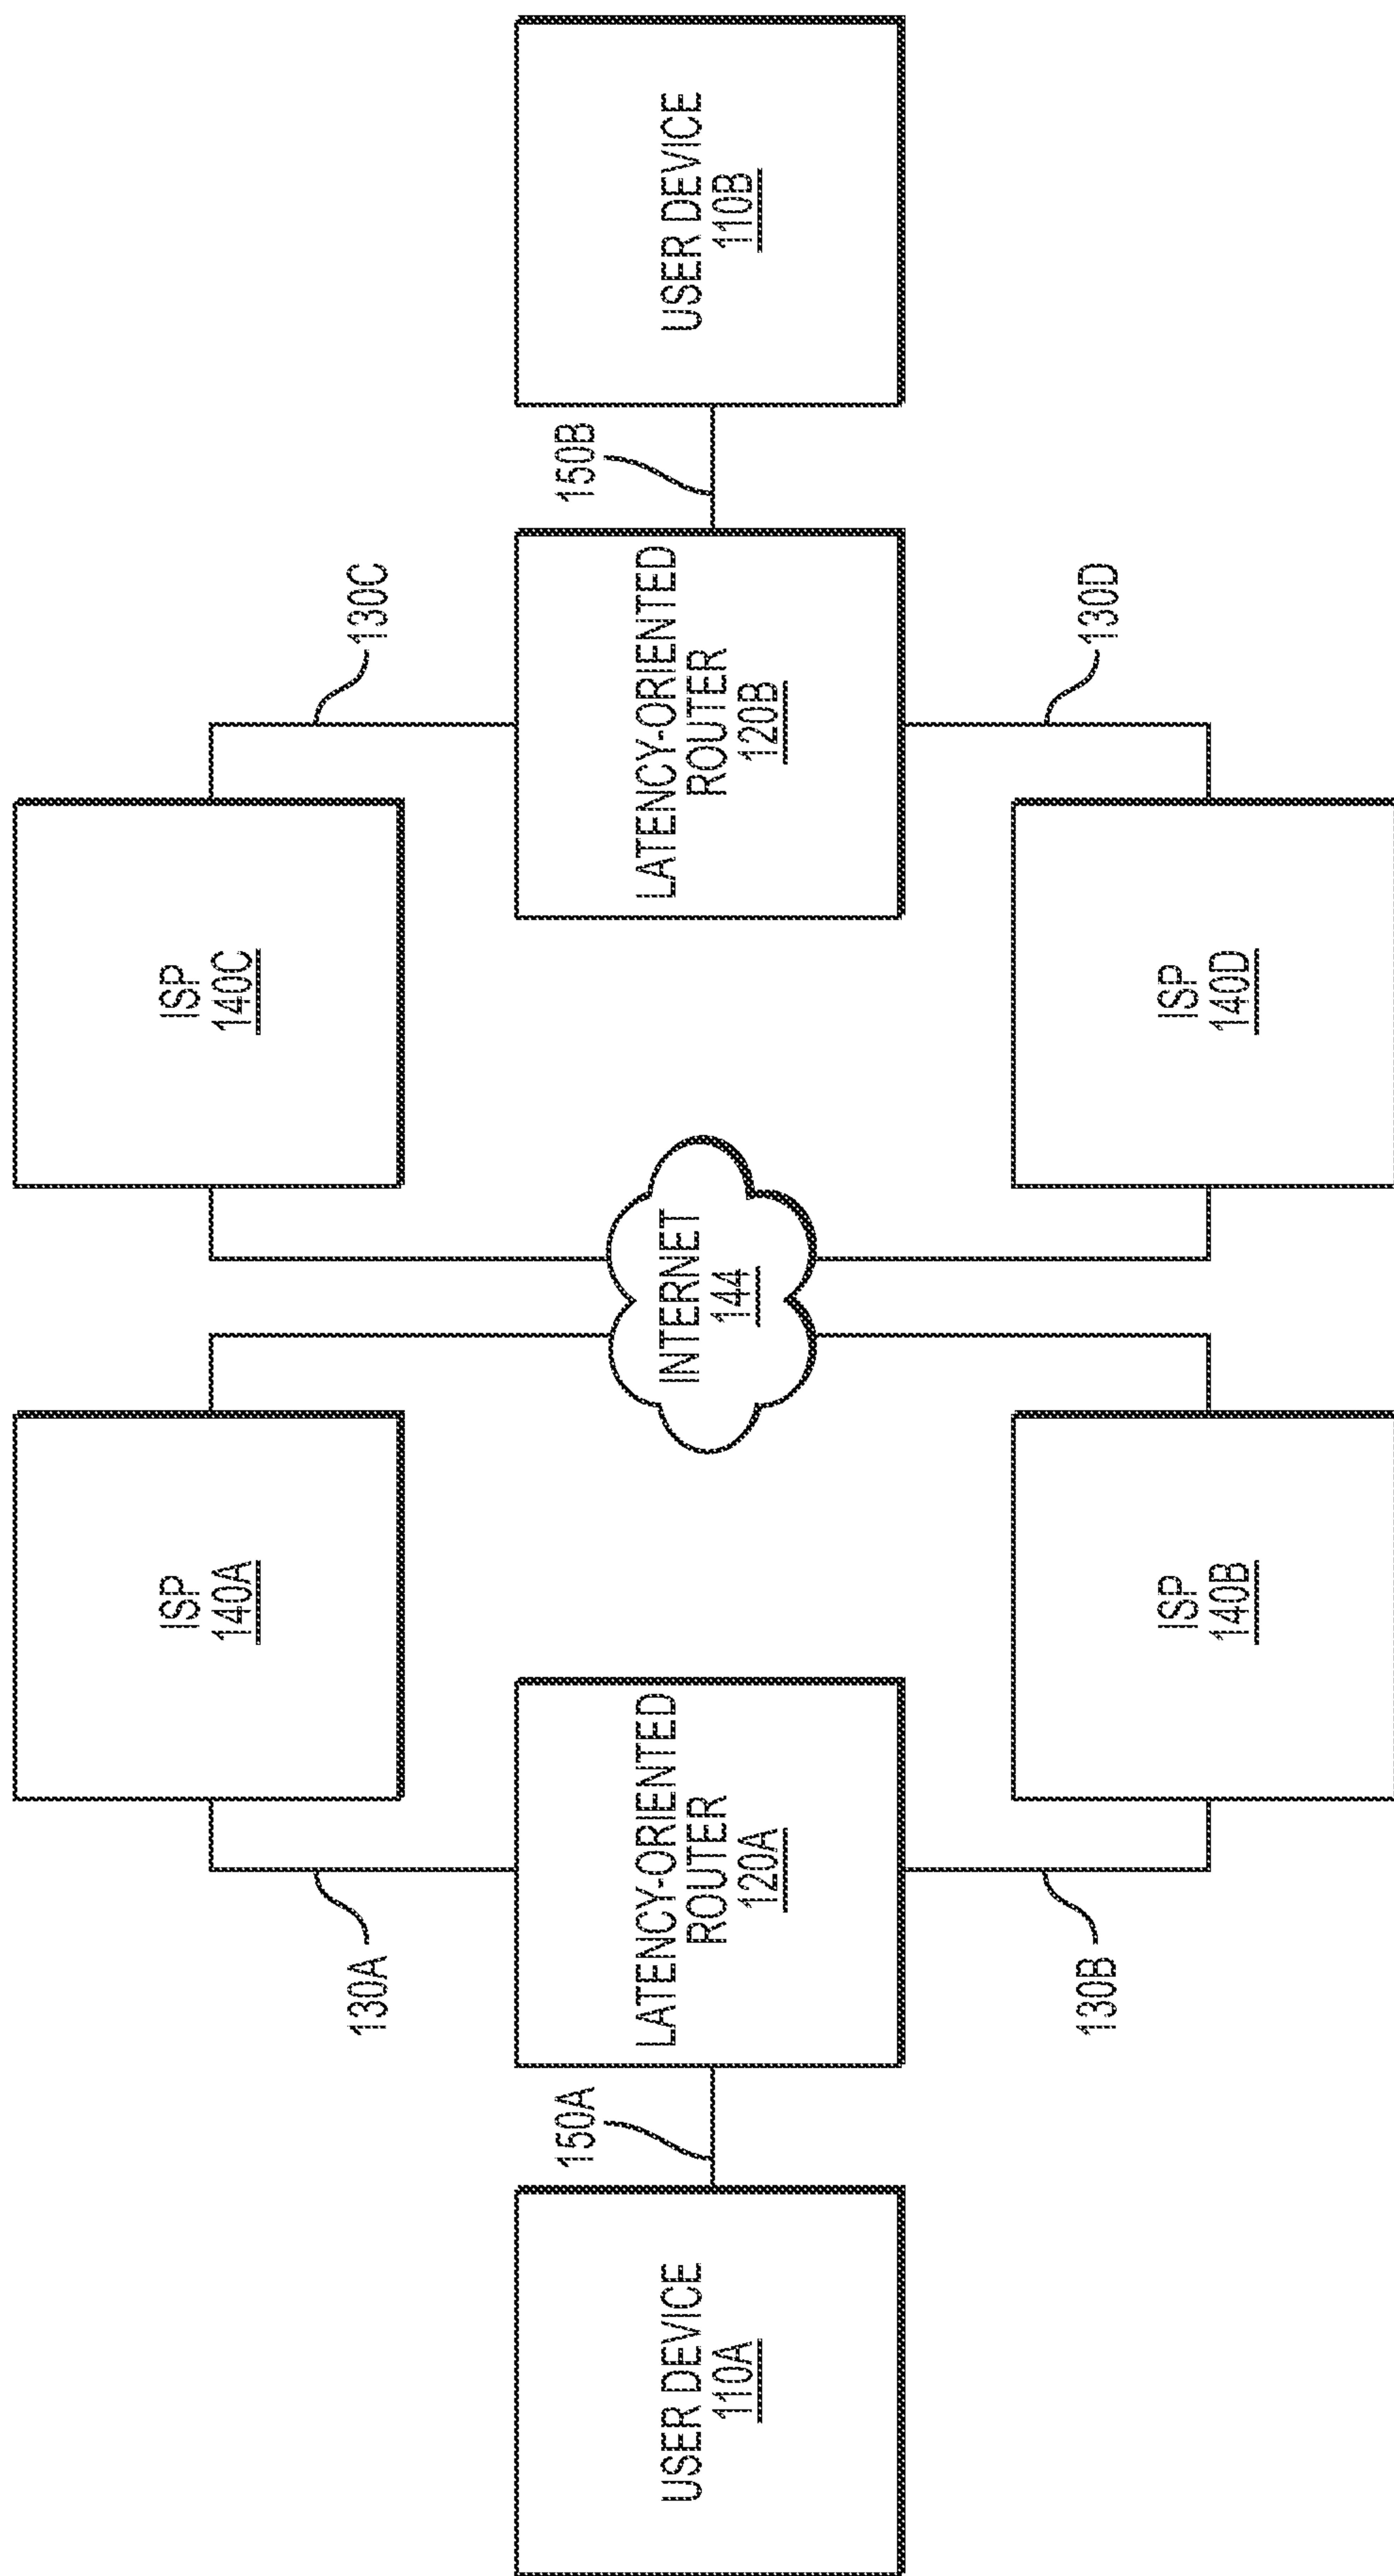 ISP
140A
ISP
140C
130A
130C
USER DEVICE
110A
150A
LATENCY-ORIENTED
ROUTER
120A
INTERNET
144
LATENCY-ORIENTED
ROUTER
120B
150B
USER DEVICE
110B
130B
130D
ISP
140B
ISP
140D